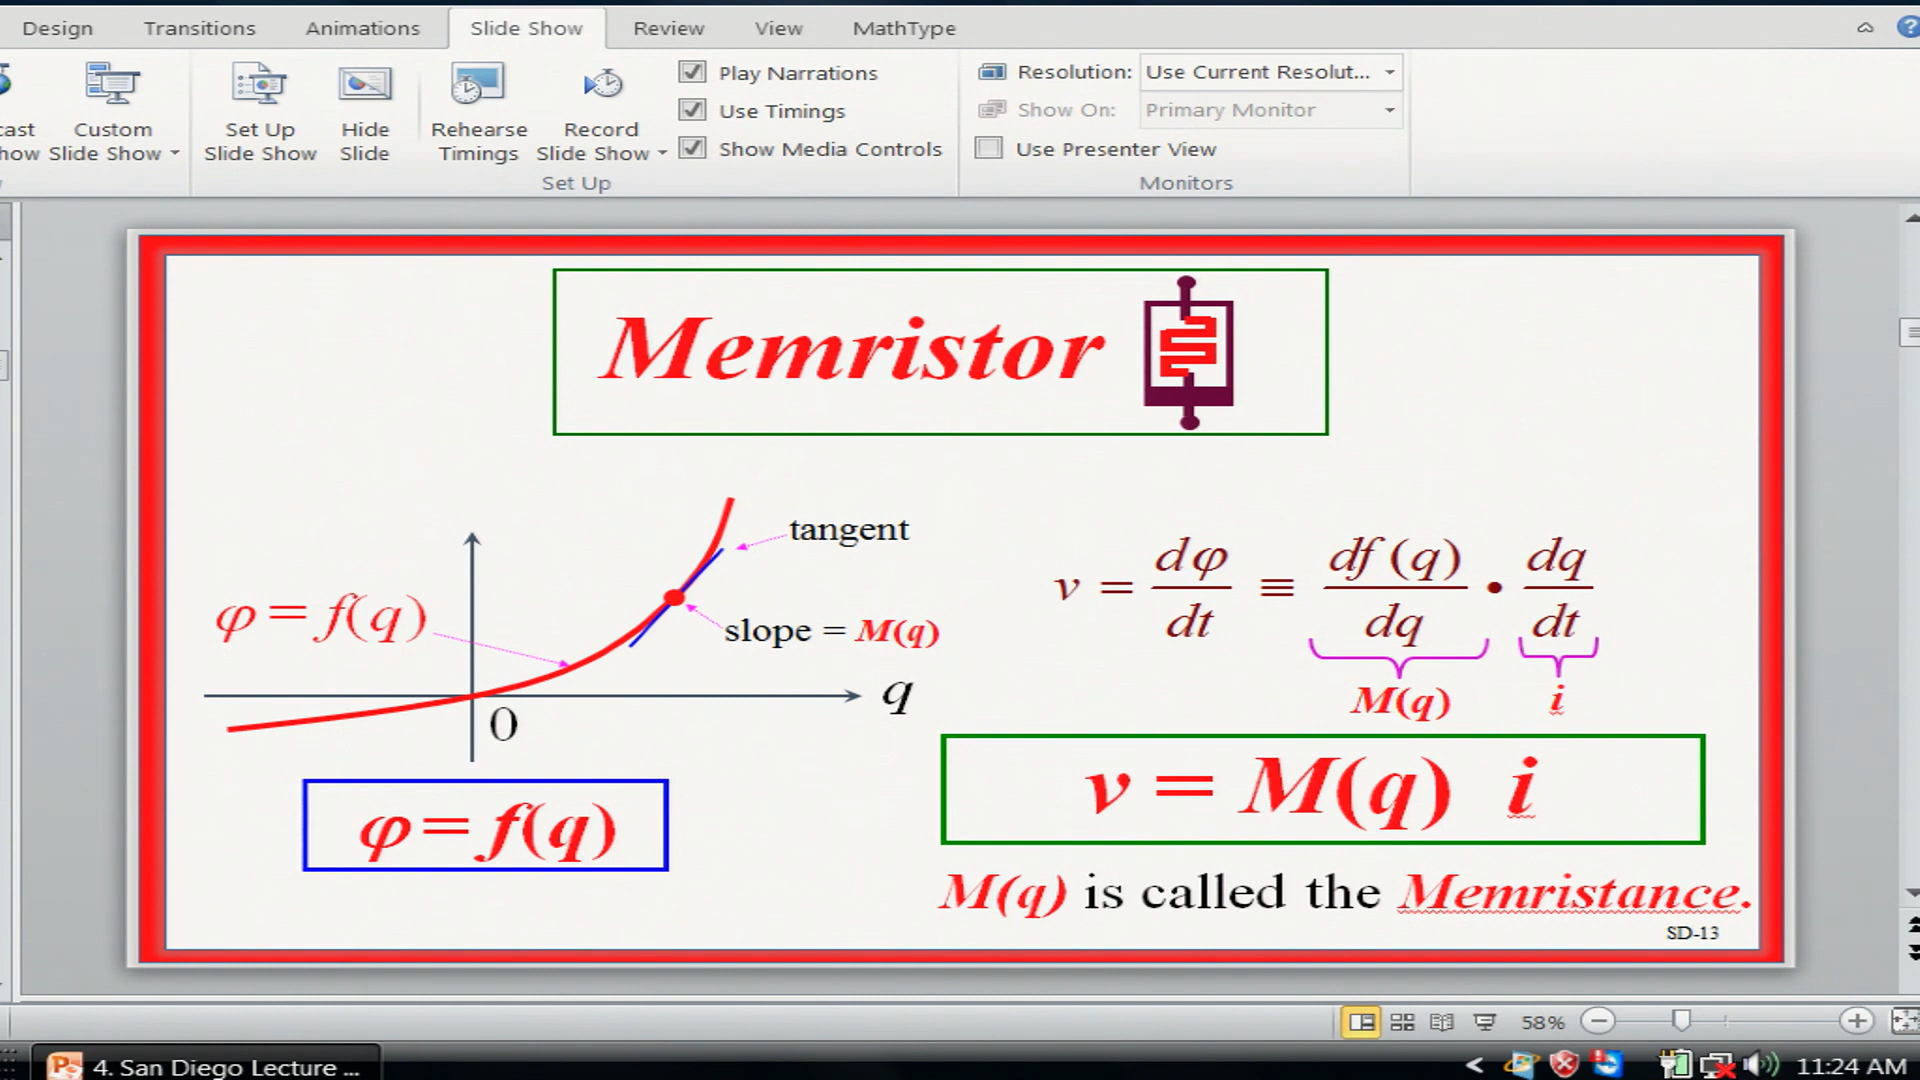 Design Transitions Animations Slide Show Review View MathType
Custom Slide Show
Set Up Slide Show
Hide Slide
Rehearse Timings
Record Slide Show
Play Narrations
Use Timings
Show Media Controls
Set Up
Resolution: Use Current Resolut...
Show On: Primary Monitor
Use Presenter View
Monitors
Memristor
tangent
φ = f(q)
slope = M(q)
q
0
φ = f(q)
v = dφ/dt ≡ df(q)/dq • dq/dt
M(q) i
v = M(q) i
M(q) is called the Memristance.
SD-13
58%
4. San Diego Lecture ...
11:24 AM